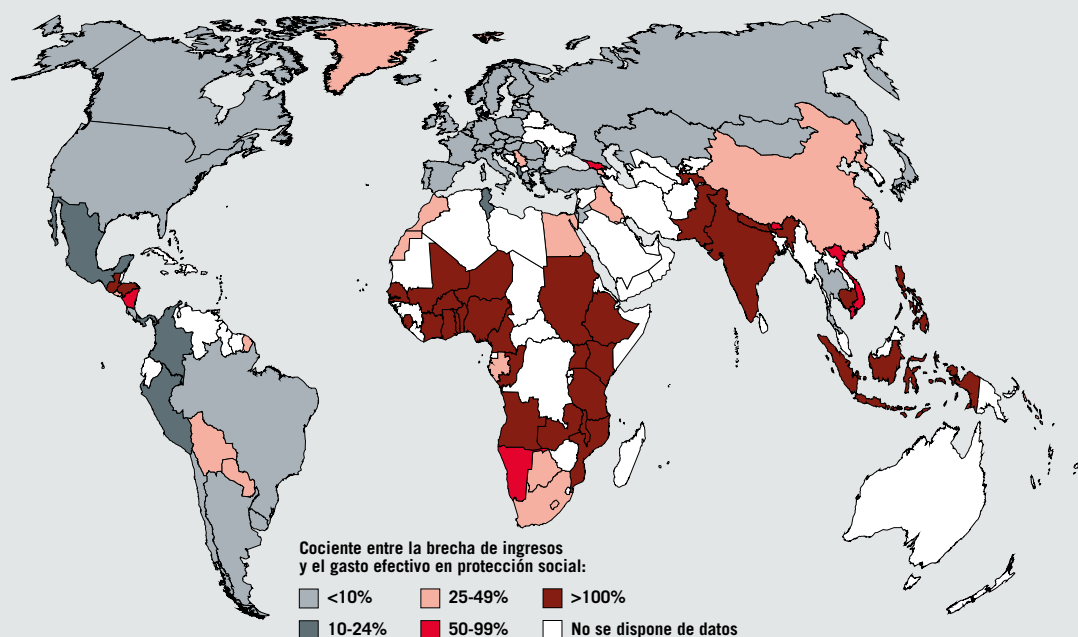 Cociente entre la brecha de ingresos
y el gasto efectivo en protección social:
<10% 25-49% >100%
10-24% 50-99% No se dispone de datos